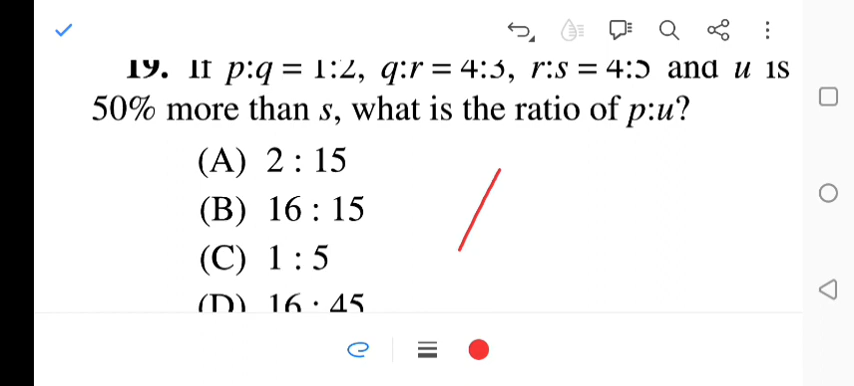 19. If p:q = 1:2, q:r = 4:3, r:s = 4:5 and u is
50% more than s, what is the ratio of p:u?
(A) 2 : 15
(B) 16 : 15
(C) 1 : 5
(D) 16 : 45